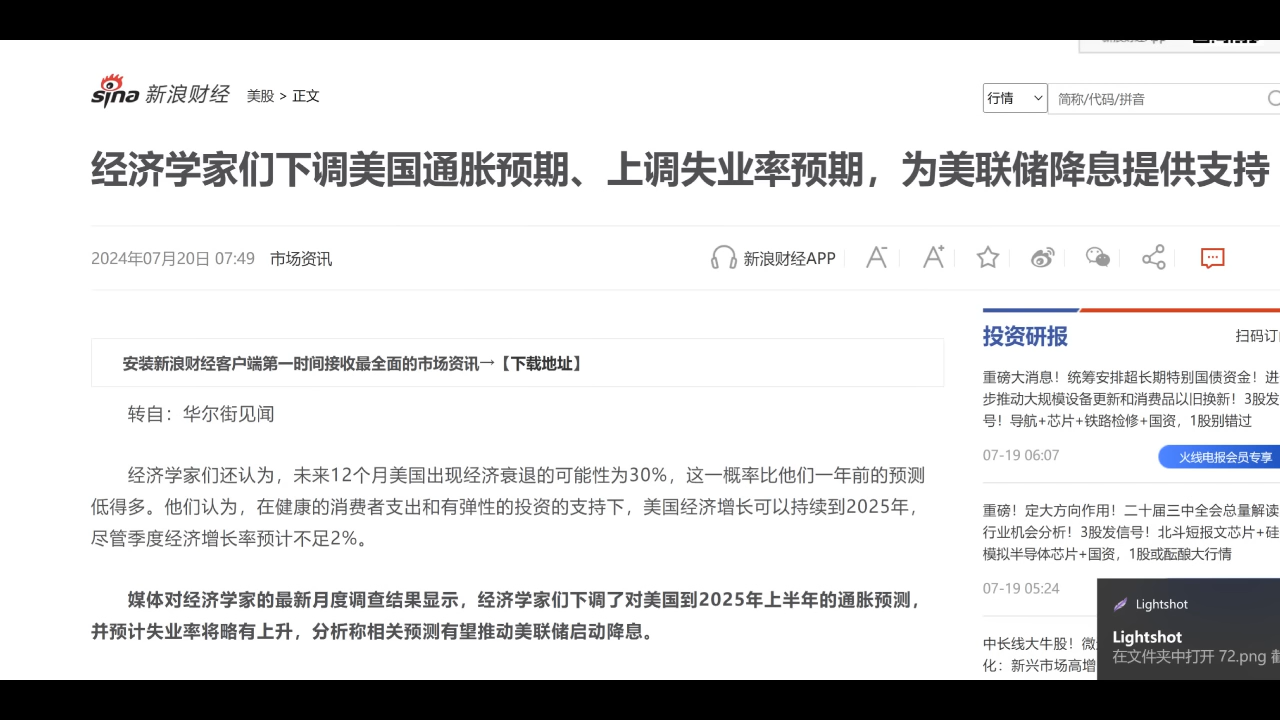 sina 新浪财经 美股 > 正文
行情 简称/代码/拼音
经济学家们下调美国通胀预期、上调失业率预期，为美联储降息提供支持
2024年07月20日 07:49 市场资讯
新浪财经APP
安装新浪财经客户端第一时间接收最全面的市场资讯→【下载地址】
转自：华尔街见闻
经济学家们还认为，未来12个月美国出现经济衰退的可能性为30%，这一概率比他们一年前的预测
低得多。他们认为，在健康的消费者支出和有弹性的投资的支持下，美国经济增长可以持续到2025年，
尽管季度经济增长率预计不足2%。
媒体对经济学家的最新月度调查结果显示，经济学家们下调了对美国到2025年上半年的通胀预测，
并预计失业率将略有上升，分析称相关预测有望推动美联储启动降息。
投资研报 扫码订
重磅大消息！统筹安排超长期特别国债资金！进
步推动大规模设备更新和消费品以旧换新！3股发
号！导航+芯片+铁路检修+国资，1股别错过
07-19 06:07 火线电报会员专享
重磅！定大方向作用！二十届三中全会总量解读
行业机会分析！3股发信号！北斗短报文芯片+硅
模拟半导体芯片+国资，1股或酝酿大行情
07-19 05:24
中长线大牛股！微
化：新兴市场高增
Lightshot
Lightshot
在文件夹中打开 72.png 截